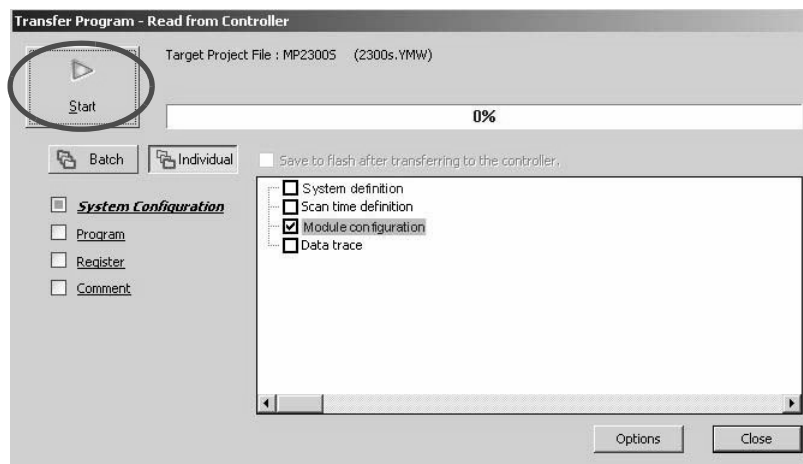 Transfer Program - Read from Controller
Target Project File : MP2300S (2300s.YMW)
Start
0%
Batch
Individual
Save to flash after transferring to the controller.
System Configuration
Program
Register
Comment
System definition
Scan time definition
Module configuration
Data trace
Options
Close